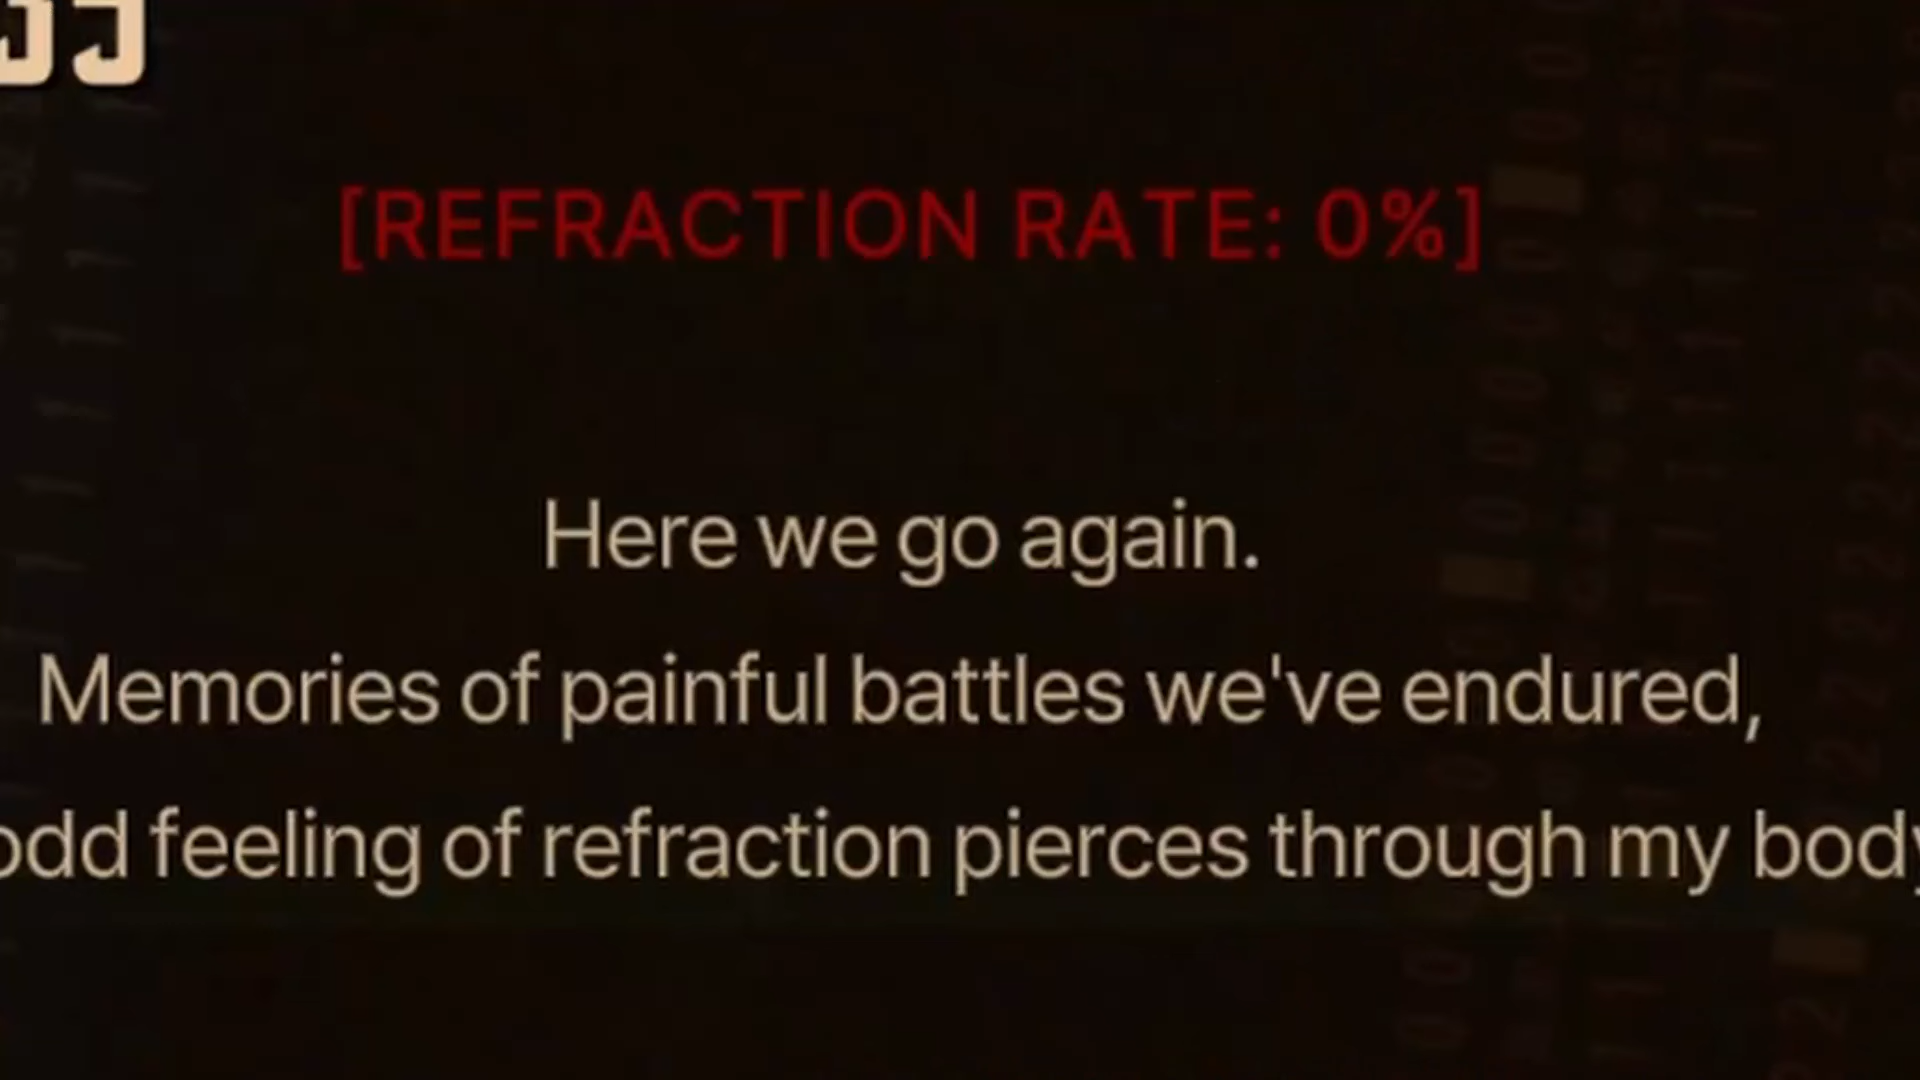 [REFRACTION RATE: 0%]
Here we go again.
Memories of painful battles we've endured,
odd feeling of refraction pierces through my body